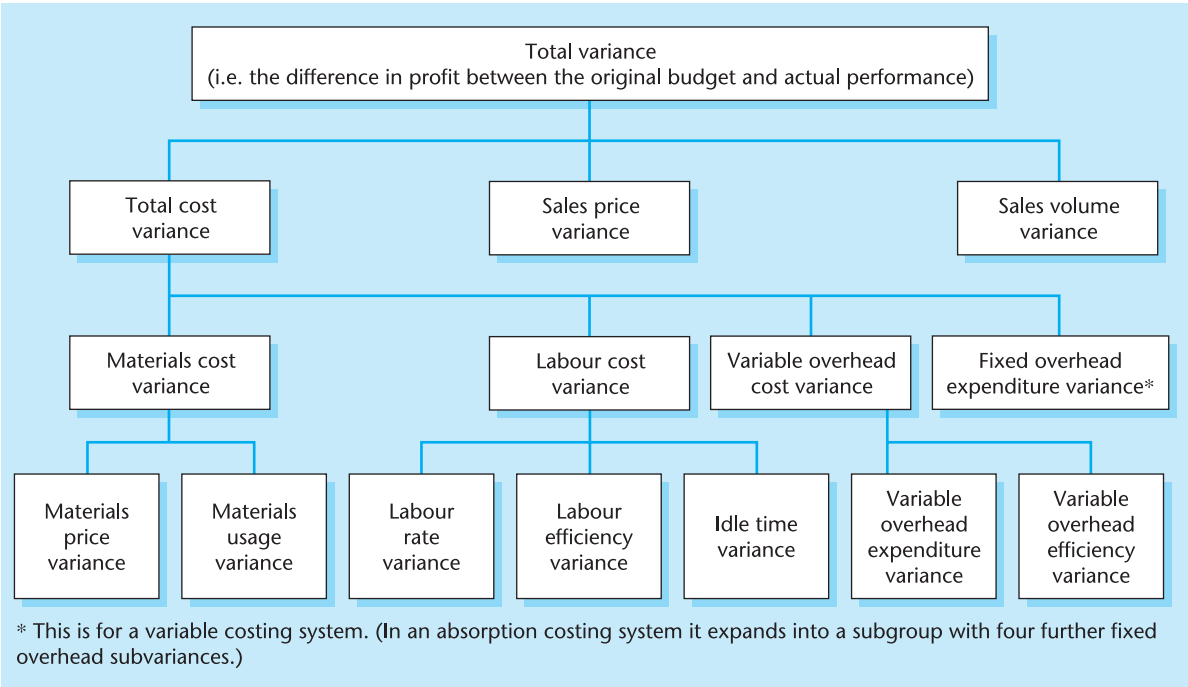 Total variance
(i.e. the difference in profit between the original budget and actual performance)
Total cost
variance
Sales price
variance
Sales volume
variance
Materials cost
variance
Labour cost
variance
Variable overhead
cost variance
Fixed overhead
expenditure variance*
Materials
price
variance
Materials
usage
variance
Labour
rate
variance
Labour
efficiency
variance
Idle time
variance
Variable
overhead
expenditure
variance
Variable
overhead
efficiency
variance
* This is for a variable costing system. (In an absorption costing system it expands into a subgroup with four further fixed
overhead subvariances.)